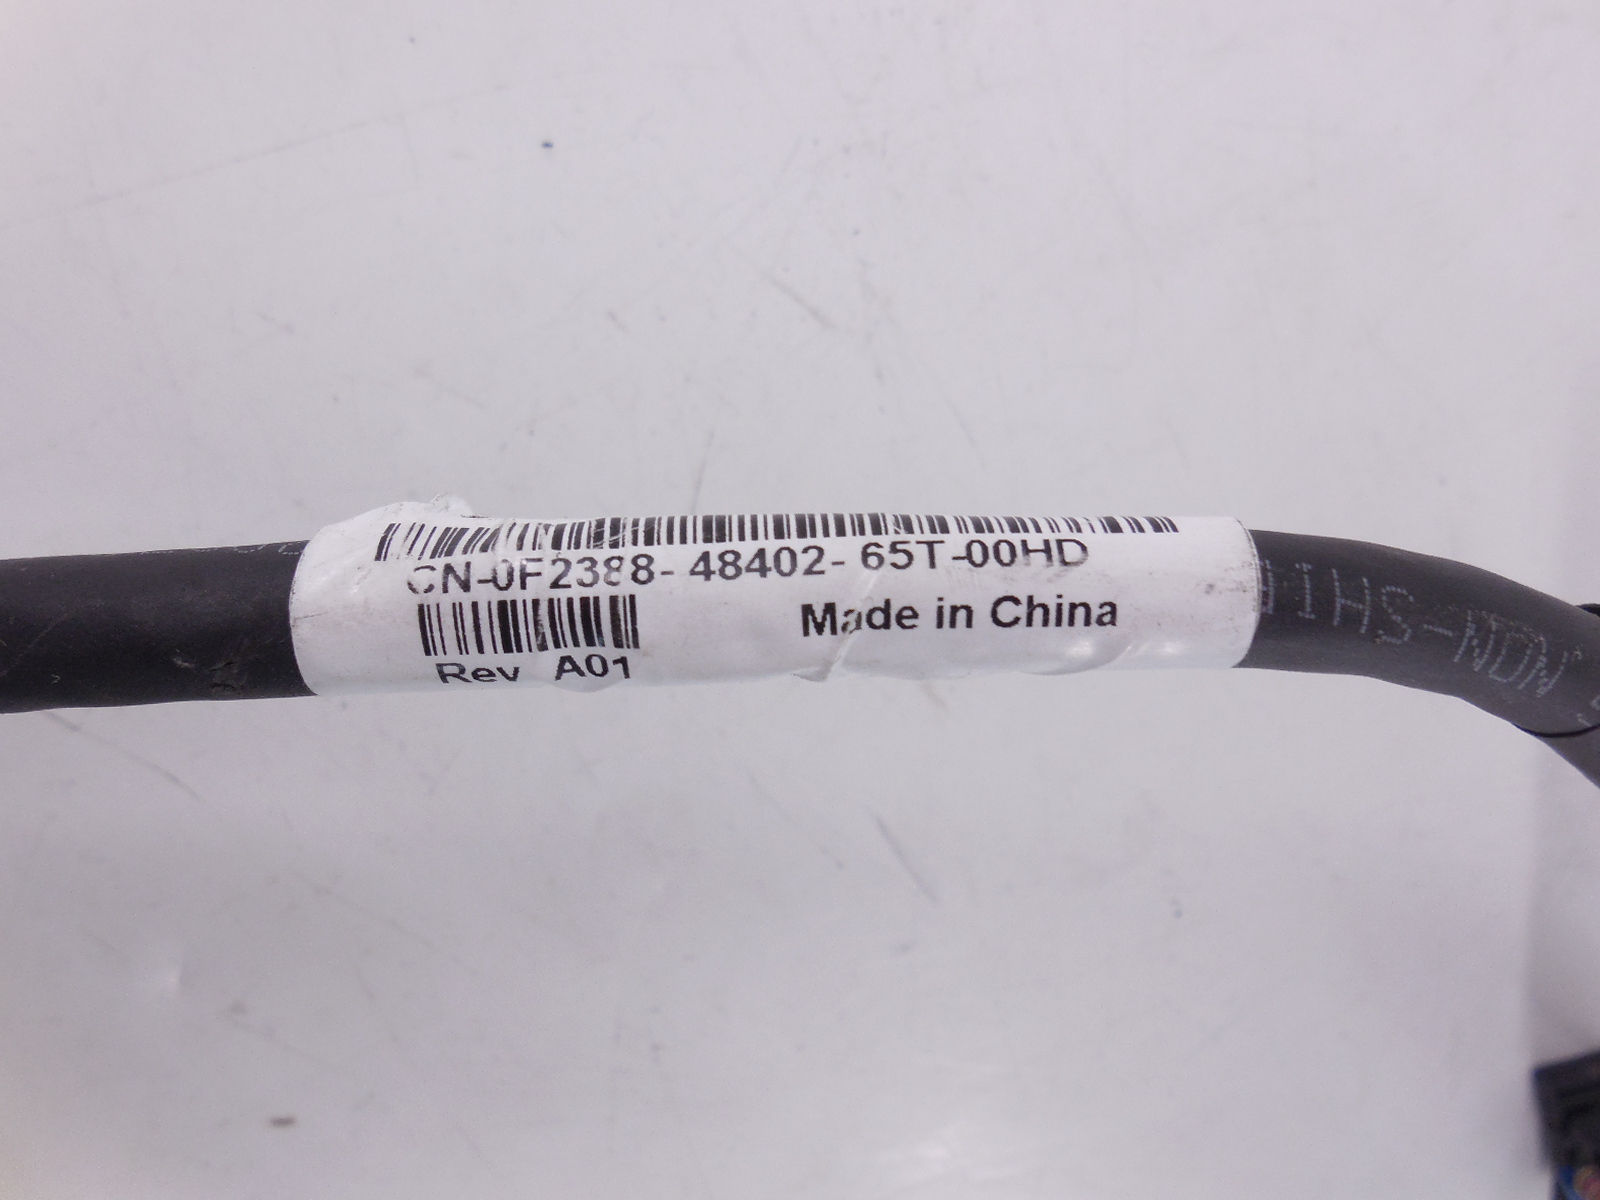 CN-0F2388-48402-65T-00HD
Made in China
Rev A01